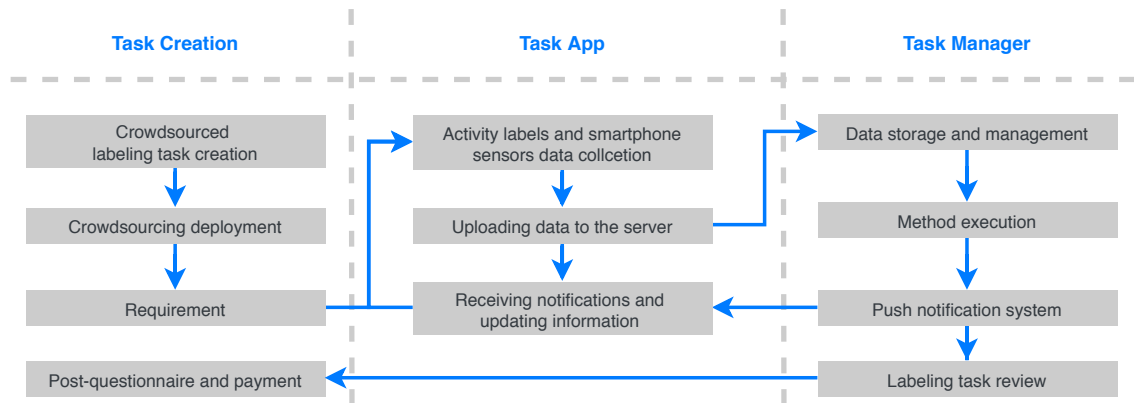 Task Creation
Task App
Task Manager
Crowdsourced
labeling task creation
Crowdsourcing deployment
Requirement
Post-questionnaire and payment
Activity labels and smartphone
sensors data collcetion
Uploading data to the server
Receiving notifications and
updating information
Data storage and management
Method execution
Push notification system
Labeling task review